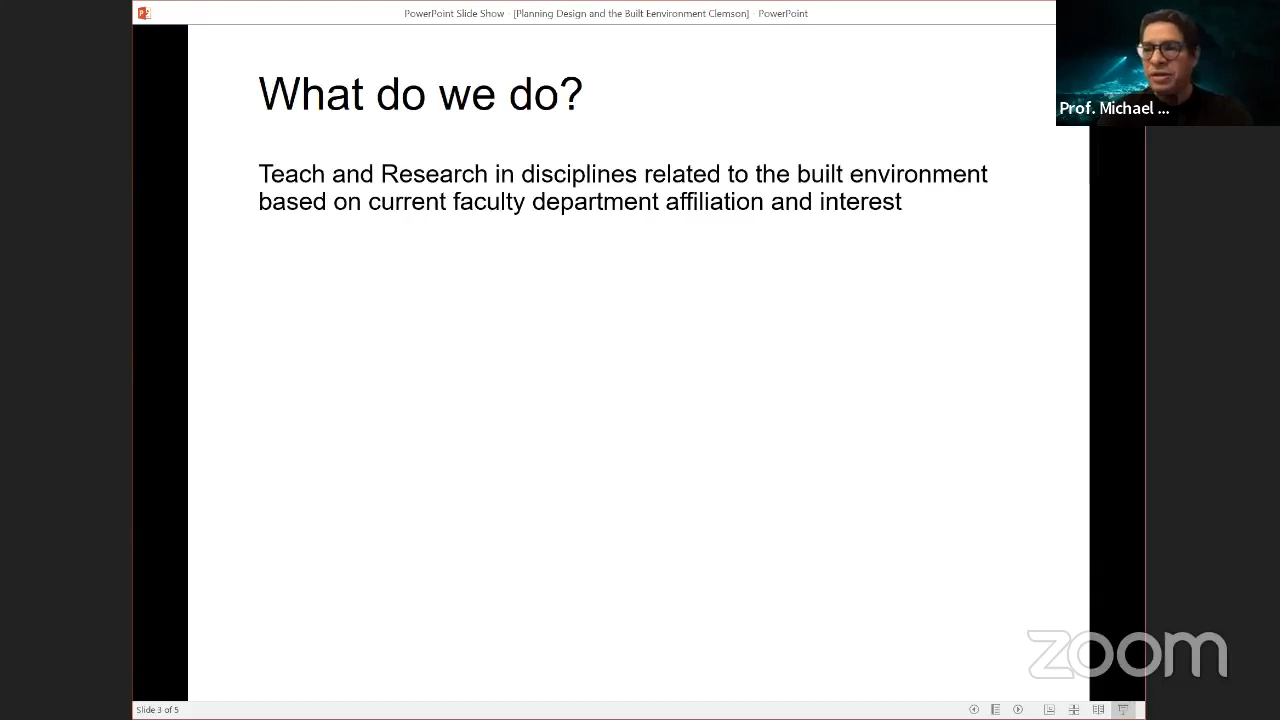 PowerPoint Slide Show - [Planning Design and the Built Eenvironment Clemson] - PowerPoint
What do we do?
Prof. Michael ...
Teach and Research in disciplines related to the built environment
based on current faculty department affiliation and interest
zoom
Slide 3 of 5